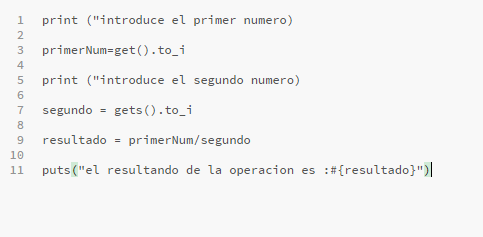 1 print ("introduce el primer numero)
2
3 primerNum=get().to_i
4
5 print ("introduce el segundo numero)
6
7 segundo = gets().to_i
8
9 resultado = primerNum/segundo
10
11 puts("el resultando de la operacion es :#{resultado}")